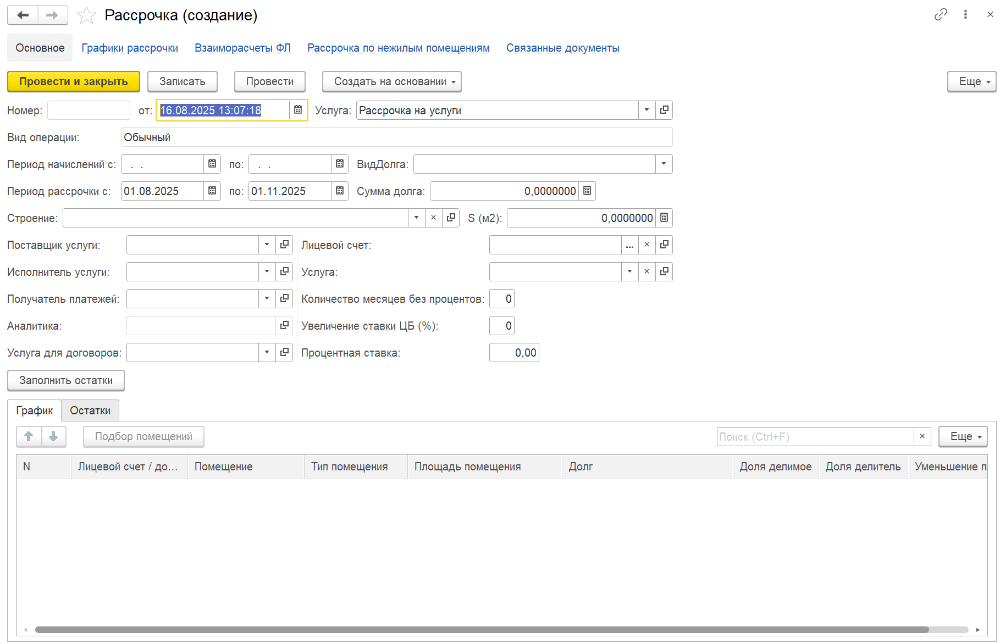 Рассрочка (создание)
Основное Графики рассрочки Взаиморасчеты ФЛ Рассрочка по нежилым помещениям Связанные документы
Провести и закрыть Записать Провести Создать на основании Еще
Номер: от: 16.08.2025 13:07:18 Услуга: Рассрочка на услуги
Вид операции: Обычный
Период начислений с: . . по: . . ВидДолга:
Период рассрочки с: 01.08.2025 по: 01.11.2025 Сумма долга: 0,0000000
Строение: S (м2): 0,0000000
Поставщик услуги: Лицевой счет: ...
Исполнитель услуги: Услуга:
Получатель платежей: Количество месяцев без процентов: 0
Аналитика: Увеличение ставки ЦБ (%): 0
Услуга для договоров: Процентная ставка: 0,00
Заполнить остатки
График Остатки
Подбор помещений Поиск (Ctrl+F) Еще
N Лицевой счет / до... Помещение Тип помещения Площадь помещения Долг Доля делимое Доля делитель Уменьшение пл